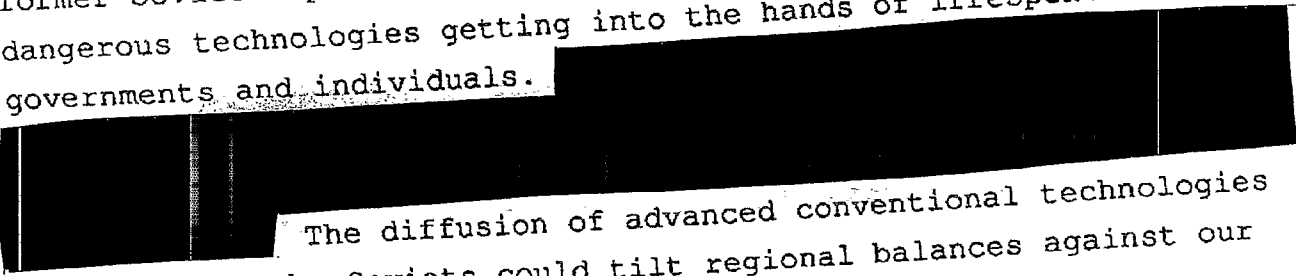 former
dangerous technologies getting into the hands of
governments and individuals.
The diffusion of advanced conventional technologies
could tilt regional balances against our